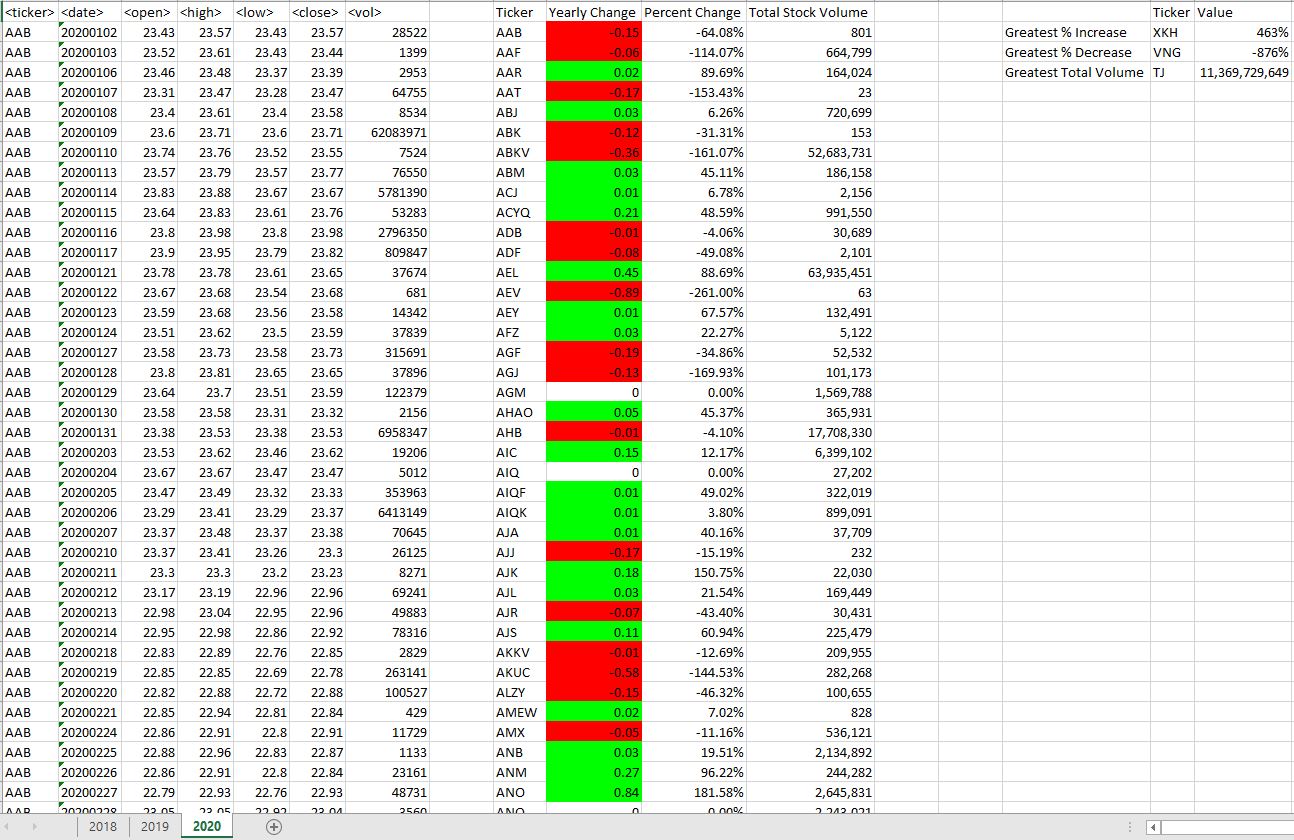 <ticker> <date> <open> <high> <low> <close> <vol> Ticker Yearly Change Percent Change Total Stock Volume Ticker Value
AAB 20200102 23.43 23.57 23.43 23.57 28522 AAB -0.15 -64.08% 801 Greatest % Increase XKH 463%
AAB 20200103 23.52 23.61 23.43 23.44 1399 AAF -0.06 -114.07% 664,799 Greatest % Decrease VNG -876%
AAB 20200106 23.46 23.48 23.37 23.39 2953 AAR 0.02 89.69% 164,024 Greatest Total Volume TJ 11,369,729,649
AAB 20200107 23.31 23.47 23.28 23.47 64755 AAT -0.17 -153.43% 23
AAB 20200108 23.4 23.61 23.4 23.58 8534 ABJ 0.03 6.26% 720,699
AAB 20200109 23.6 23.71 23.6 23.71 62083971 ABK -0.12 -31.31% 153
AAB 20200110 23.74 23.76 23.52 23.55 7524 ABKV -0.36 -161.07% 52,683,731
AAB 20200113 23.57 23.79 23.57 23.77 76550 ABM 0.03 45.11% 186,158
AAB 20200114 23.83 23.88 23.67 23.67 5781390 ACJ 0.01 6.78% 2,156
AAB 20200115 23.64 23.83 23.61 23.76 53283 ACYQ 0.21 48.59% 991,550
AAB 20200116 23.8 23.98 23.8 23.98 2796350 ADB -0.01 -4.06% 30,689
AAB 20200117 23.9 23.95 23.79 23.82 809847 ADF -0.08 -49.08% 2,101
AAB 20200121 23.78 23.78 23.61 23.65 37674 AEL 0.45 88.69% 63,935,451
AAB 20200122 23.67 23.68 23.54 23.68 681 AEV -0.89 -261.00% 63
AAB 20200123 23.59 23.68 23.56 23.58 14342 AEY 0.01 67.57% 132,491
AAB 20200124 23.51 23.62 23.5 23.59 37839 AFZ 0.03 22.27% 5,122
AAB 20200127 23.58 23.73 23.58 23.73 315691 AGF -0.19 -34.86% 52,532
AAB 20200128 23.8 23.81 23.65 23.65 37896 AGJ -0.13 -169.93% 101,173
AAB 20200129 23.64 23.7 23.51 23.59 122379 AGM 0 0.00% 1,569,788
AAB 20200130 23.58 23.58 23.31 23.32 2156 AHAO 0.05 45.37% 365,931
AAB 20200131 23.38 23.53 23.38 23.53 6958347 AHB -0.01 -4.10% 17,708,330
AAB 20200203 23.53 23.62 23.46 23.62 19206 AIC 0.15 12.17% 6,399,102
AAB 20200204 23.67 23.67 23.47 23.47 5012 AIQ 0 0.00% 27,202
AAB 20200205 23.47 23.49 23.32 23.33 353963 AIQF 0.01 49.02% 322,019
AAB 20200206 23.29 23.41 23.29 23.37 6413149 AIQK 0.01 3.80% 899,091
AAB 20200207 23.37 23.48 23.37 23.38 70645 AJA 0.01 40.16% 37,709
AAB 20200210 23.37 23.41 23.26 23.3 26125 AJJ -0.17 -15.19% 232
AAB 20200211 23.3 23.3 23.2 23.23 8271 AJK 0.18 150.75% 22,030
AAB 20200212 23.17 23.19 22.96 22.96 69241 AJL 0.03 21.54% 169,449
AAB 20200213 22.98 23.04 22.95 22.96 49883 AJR -0.07 -43.40% 30,431
AAB 20200214 22.95 22.98 22.86 22.92 78316 AJS 0.11 60.94% 225,479
AAB 20200218 22.83 22.89 22.76 22.85 2829 AKKV -0.01 -12.69% 209,955
AAB 20200219 22.85 22.85 22.69 22.78 263141 AKUC -0.58 -144.53% 282,268
AAB 20200220 22.82 22.88 22.72 22.88 100527 ALZY -0.15 -46.32% 100,655
AAB 20200221 22.85 22.94 22.81 22.84 429 AMEW 0.02 7.02% 828
AAB 20200224 22.86 22.91 22.8 22.91 11729 AMX -0.05 -11.16% 536,121
AAB 20200225 22.88 22.96 22.83 22.87 1133 ANB 0.03 19.51% 2,134,892
AAB 20200226 22.86 22.91 22.8 22.84 23161 ANM 0.27 96.22% 244,282
AAB 20200227 22.79 22.93 22.76 22.93 48731 ANO 0.84 181.58% 2,645,831
AAB 20200228 23.05 23.05 22.92 23.04 3560 0 0.00% 2,243,021
2018 2019 2020